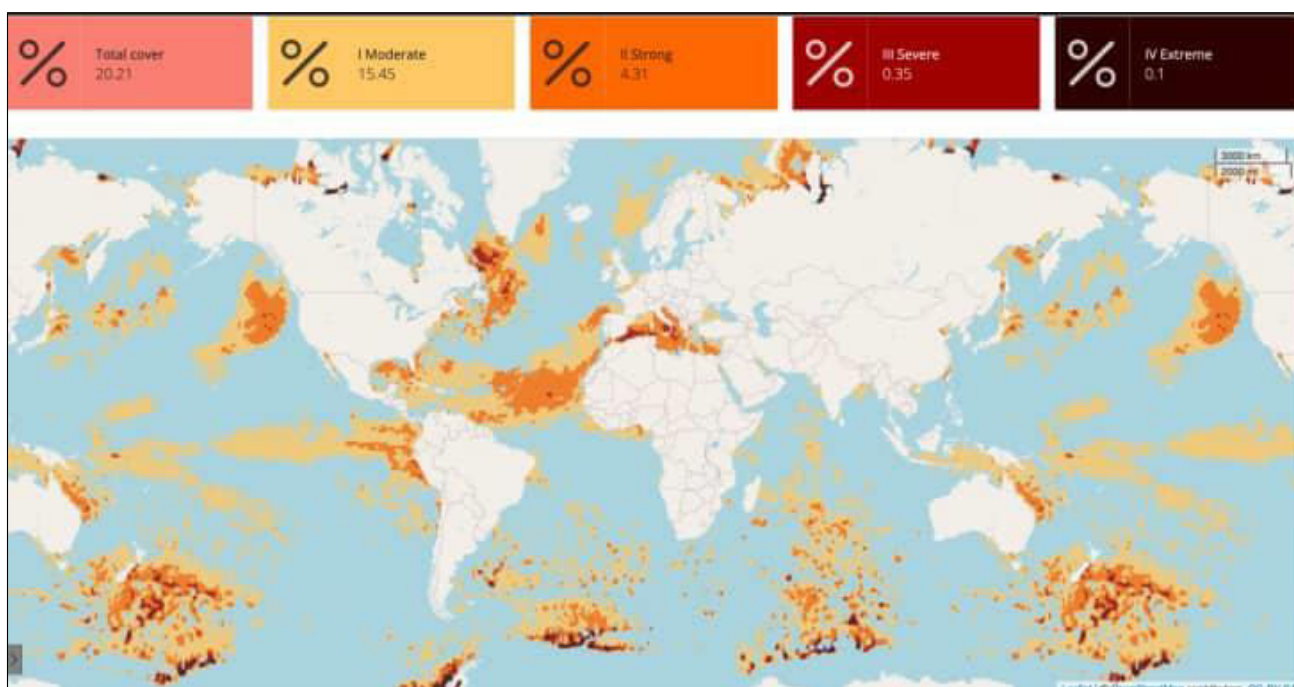 Total cover
20.21
I Moderate
15.45
II Strong
4.31
III Severe
0.35
IV Extreme
0.1
3000 km
2000 mi